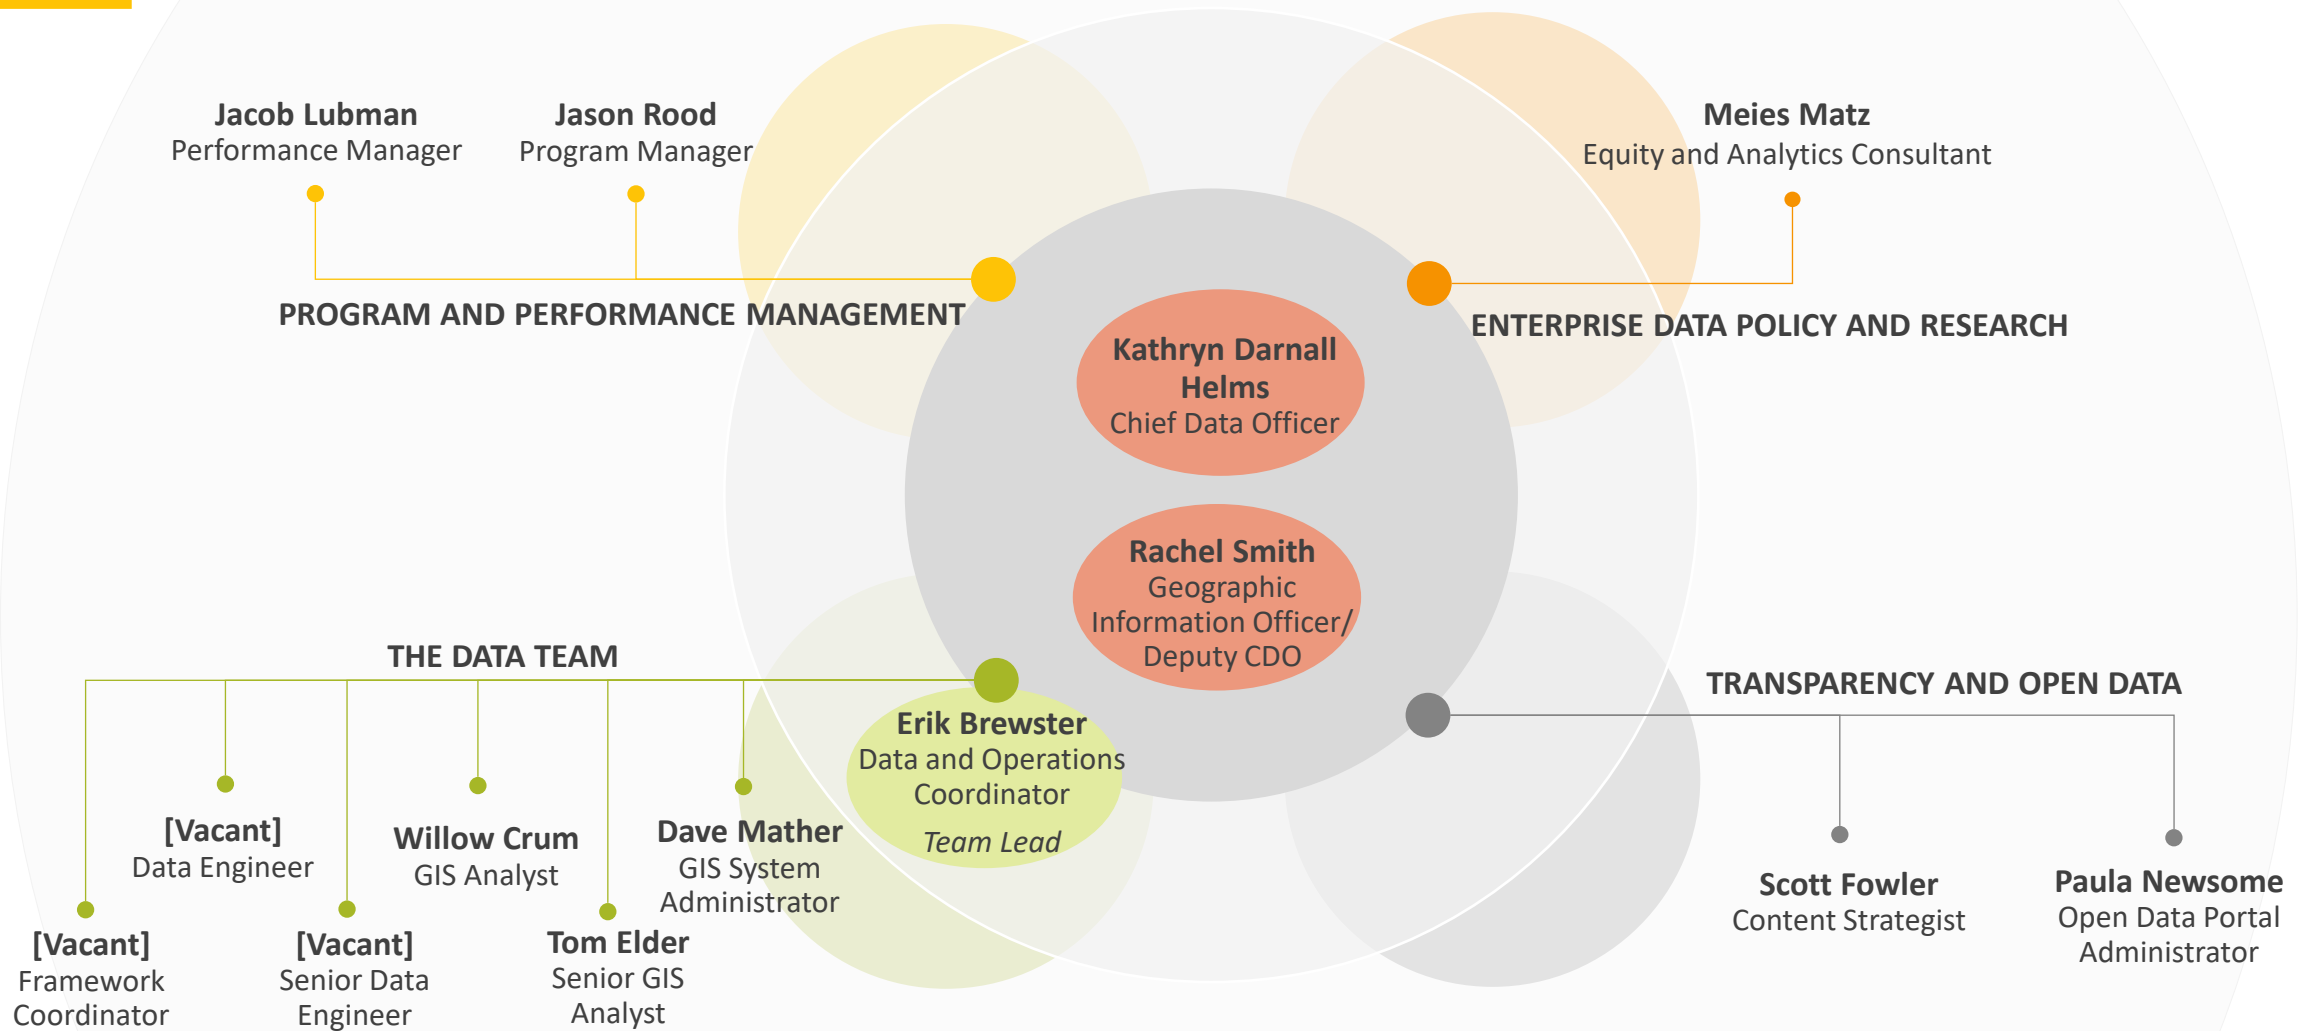 Jacob Lubman
Performance Manager
Jason Rood
Program Manager
Meies Matz
Equity and Analytics Consultant
PROGRAM AND PERFORMANCE MANAGEMENT
ENTERPRISE DATA POLICY AND RESEARCH
Kathryn Darnall
Helms
Chief Data Officer
Rachel Smith
Geographic
Information Officer/
Deputy CDO
THE DATA TEAM
TRANSPARENCY AND OPEN DATA
Erik Brewster
Data and Operations
Coordinator
Team Lead
[Vacant]
Data Engineer
Willow Crum
GIS Analyst
Dave Mather
GIS System
Administrator
[Vacant]
Framework
Coordinator
[Vacant]
Senior Data
Engineer
Tom Elder
Senior GIS
Analyst
Scott Fowler
Content Strategist
Paula Newsome
Open Data Portal
Administrator